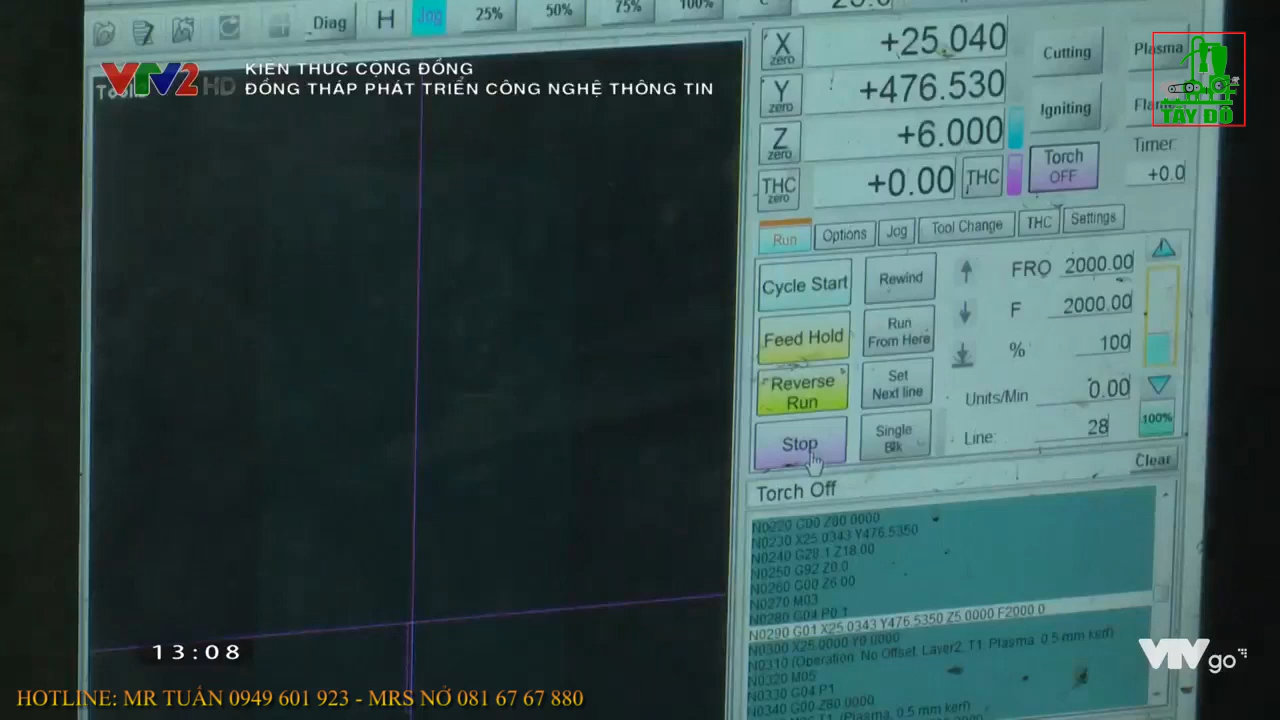 Diag H Jog 25% 50% 75% 100%
VTV2 HD
KIẾN THỨC CỘNG ĐỒNG
ĐỒNG THÁP PHÁT TRIỂN CÔNG NGHỆ THÔNG TIN
X zero +25.040 Cutting Plasma
Y zero +476.530 Igniting
Z zero +6.000
TÂY ĐÔ
THC zero +0.00 THC Torch OFF Timer: +0.0
Run Options Jog Tool Change THC Settings
Cycle Start Rewind FRO 2000.00
Feed Hold Run From Here F 2000.00
% 100
Reverse Run Set Next line Units/Min 0.00
Stop Single Blk Line: 28 100%
Clear
Torch Off
N0220 G00 Z80.0000
N0230 X25.0343 Y476.5350
N0240 G28.1 Z18.00
N0250 G92 Z0.0
N0260 G00 Z6.00
N0270 M03
N0280 G04 P0.1
N0290 G01 X25.0343 Y476.5350 Z5.0000 F2000.0
N0300 X25.0000 Y0.0000
N0310 (Operation: No Offset, Layer2, T1: Plasma, 0.5 mm kerf)
N0320 M05
N0330 G04 P1
N0340 G00 Z80.0000
13:08
VTVgo
HOTLINE: MR TUẤN 0949 601 923 - MRS NỞ 081 67 67 880